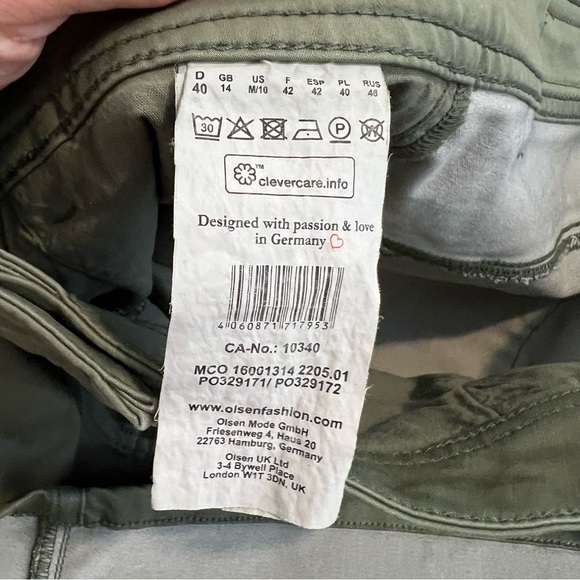 D GB US F ESP PL RUS
40 14 M/10 42 42 40 48
30 P W
™
clevercare.info
Designed with passion & love
in Germany
4 060871 717953
CA-No.: 10340
MCO 16001314 2205.01
PO329171/ PO329172
www.olsenfashion.com
Olsen Mode GmbH
Friesenweg 4, Haus 20
22763 Hamburg, Germany
Olsen UK Ltd
3-4 Bywell Place
London W1T 3DN. UK